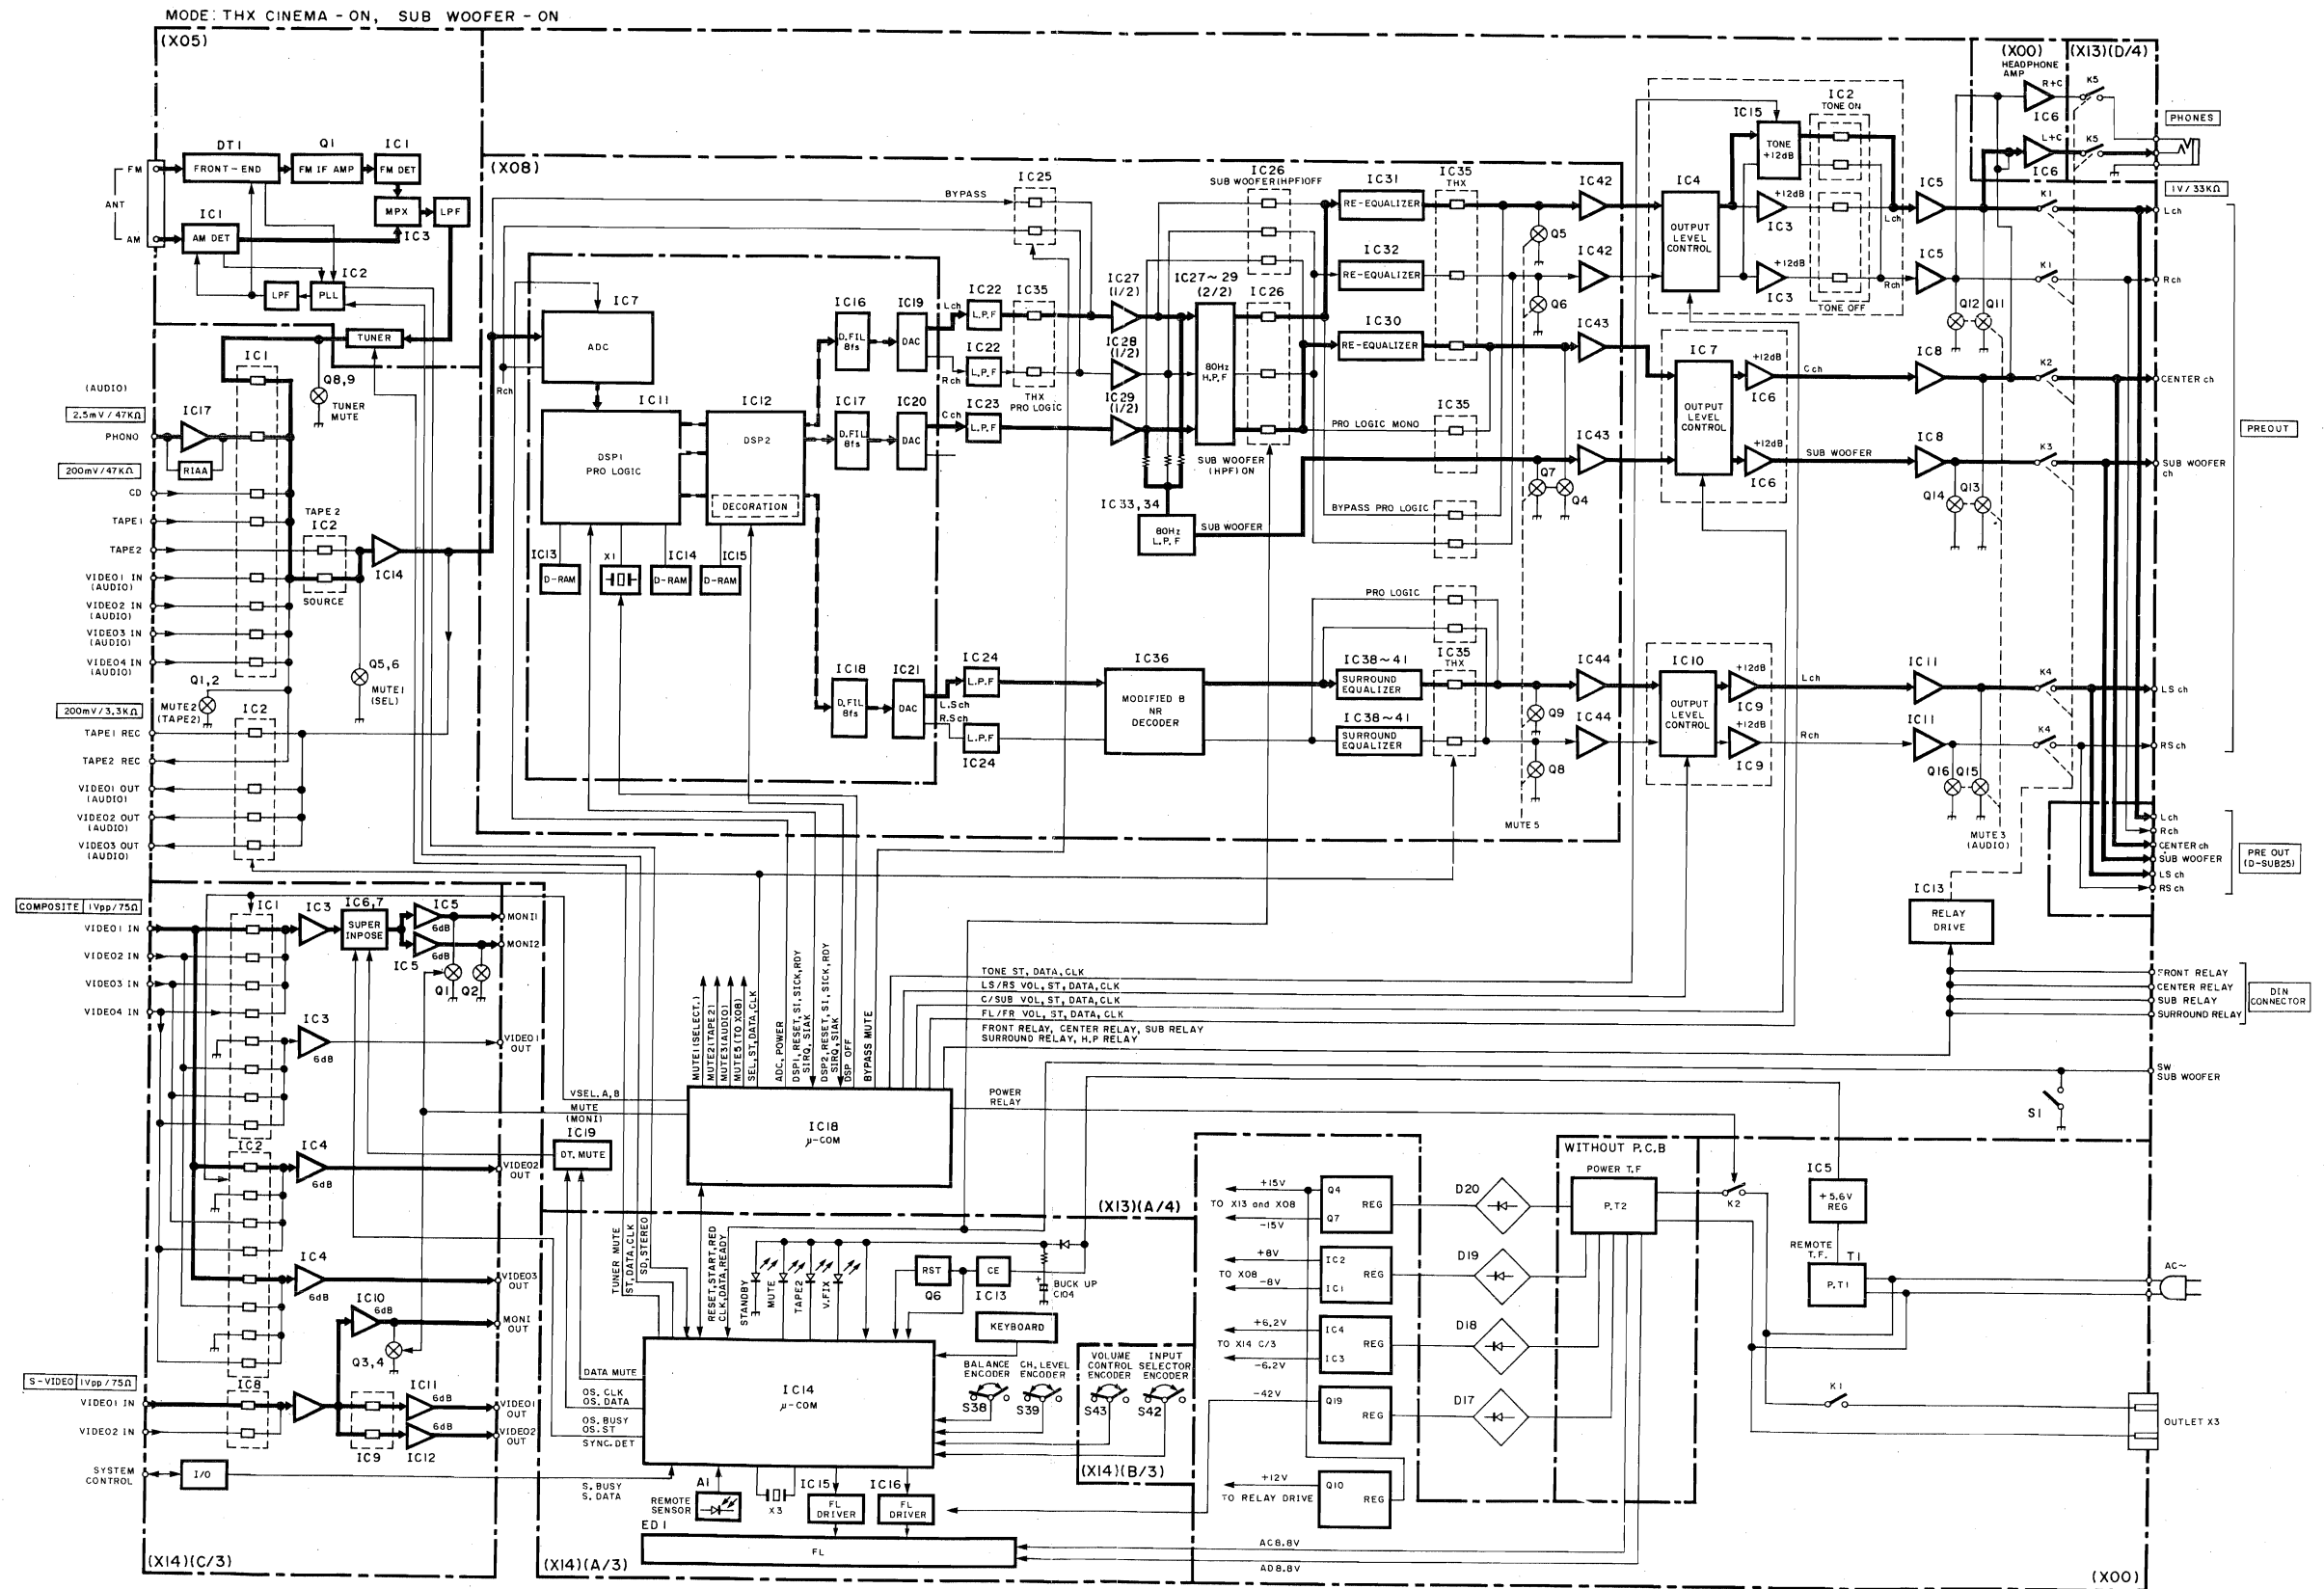 MODE: THX CINEMA - ON, SUB WOOFER - ON
(X05)
(X00)
(X13)(D/4)
HEADPHONE
AMP
R+C
K5
IC6
L+C
K5
IC6
PHONES
1V/33KΩ
DT1
Q1
IC1
FM
FRONT-END
FM IF AMP
FM DET
ANT
AM
IC1
AM DET
MPX
LPF
IC3
IC2
LPF
PLL
TUNER
(X08)
BYPASS
IC25
IC26
SUB WOOFER(HPF)OFF
IC31
RE-EQUALIZER
IC35
THX
IC42
Q5
IC32
RE-EQUALIZER
IC42
Q6
IC30
RE-EQUALIZER
IC43
IC15
TONE
+12dB
IC2
TONE ON
IC4
OUTPUT
LEVEL
CONTROL
+12dB
IC3
Lch
+12dB
IC3
Rch
TONE OFF
IC5
K1
Lch
IC5
K1
Rch
Q12
Q11
IC1
Q8,9
TUNER
MUTE
(AUDIO)
2.5mV/47KΩ
PHONO
IC17
RIAA
200mV/47KΩ
CD
TAPE1
TAPE2
TAPE 2
IC2
SOURCE
IC14
VIDEO1 IN
(AUDIO)
VIDEO2 IN
(AUDIO)
VIDEO3 IN
(AUDIO)
VIDEO4 IN
(AUDIO)
Q1,2
MUTE2
(TAPE2)
Q5,6
MUTE1
(SEL)
200mV/3.3KΩ
IC2
TAPE1 REC
TAPE2 REC
VIDEO1 OUT
(AUDIO)
VIDEO2 OUT
(AUDIO)
VIDEO3 OUT
(AUDIO)
IC7
ADC
Rch
IC11
DSP1
PRO LOGIC
IC12
DSP2
DECORATION
IC13
D-RAM
X1
IC14
D-RAM
IC15
D-RAM
IC16
D.FIL
8fs
IC19
DAC
Lch
Rch
IC22
L.P.F
IC22
L.P.F
IC35
THX
PRO LOGIC
IC17
D.FIL
8fs
IC20
DAC
Cch
IC23
L.P.F
IC27
(1/2)
IC28
(1/2)
IC29
(1/2)
IC27~29
(2/2)
80Hz
H.P.F
IC26
SUB WOOFER
(HPF)ON
IC33,34
80Hz
L.P.F
SUB WOOFER
IC35
PRO LOGIC MONO
BYPASS PRO LOGIC
IC43
Q7
Q4
IC7
OUTPUT
LEVEL
CONTROL
+12dB
IC6
Cch
IC8
K2
CENTER ch
+12dB
IC6
SUB WOOFER
IC8
K3
SUB WOOFER
ch
Q14
Q13
PREOUT
IC18
D.FIL
8fs
IC21
DAC
L.Sch
R.Sch
IC24
L.P.F
L.P.F
IC24
IC36
MODIFIED B
NR
DECODER
PRO LOGIC
IC38~41
SURROUND
EQUALIZER
IC38~41
SURROUND
EQUALIZER
IC35
THX
IC44
Q9
IC44
Q8
MUTE5
IC10
OUTPUT
LEVEL
CONTROL
+12dB
IC9
Lch
+12dB
IC9
Rch
IC11
K4
LSch
IC11
K4
RSch
Q16
Q15
MUTE3
(AUDIO)
Lch
Rch
CENTER ch
SUB WOOFER
LSch
RSch
PRE OUT
(D-SUB25)
IC13
RELAY
DRIVE
FRONT RELAY
CENTER RELAY
SUB RELAY
SURROUND RELAY
DIN
CONNECTOR
SW
SUB WOOFER
S1
COMPOSITE 1Vpp/75Ω
VIDEO1 IN
VIDEO2 IN
VIDEO3 IN
VIDEO4 IN
IC1
IC3
IC6,7
SUPER
INPOSE
IC5
6dB
MONI1
6dB
MONI2
IC5
Q1
Q2
IC3
6dB
VIDEO1
OUT
IC2
IC4
6dB
VIDEO2
OUT
IC4
6dB
VIDEO3
OUT
IC10
6dB
MONI
OUT
Q3,4
S-VIDEO 1Vpp/75Ω
VIDEO1 IN
VIDEO2 IN
IC8
IC9
IC11
6dB
VIDEO1
OUT
6dB
VIDEO2
OUT
IC12
SYSTEM
CONTROL
I/O
(X14)(C/3)
MUTE1(SELECT.)
MUTE2(TAPE2)
MUTE3(AUDIO)
MUTE5(TO X08)
SEL,ST,DATA,CLK
ADC, POWER
DSP1,RESET,SI,SICK,RDY
SIRQ, SIAK
DSP2,RESET,SI,SICK,RDY
SIRQ, SIAK
DSP OFF
BYPASS MUTE
TONE ST, DATA, CLK
LS/RS VOL, ST, DATA, CLK
C/SUB VOL, ST, DATA, CLK
FL/FR VOL, ST, DATA, CLK
FRONT RELAY, CENTER RELAY, SUB RELAY
SURROUND RELAY, H.P RELAY
VSEL. A, B
MUTE
(MONI)
IC18
μ-COM
POWER
RELAY
IC19
DT. MUTE
(X13)(A/4)
TUNER MUTE
ST, DATA, CLK
SD, STEREO
RESET,START,RED
CLK,DATA,READY
STANDBY
MUTE
TAPE2
V.FIX
RST
Q6
CE
IC13
BUCK UP
C104
KEYBOARD
DATA MUTE
OS. CLK
OS. DATA
OS. BUSY
OS. ST
SYNC. DET
S. BUSY
S. DATA
IC14
μ-COM
BALANCE
ENCODER
S38
CH. LEVEL
ENCODER
S39
VOLUME
CONTROL
ENCODER
S43
INPUT
SELECTOR
ENCODER
S42
(X14)(B/3)
A1
REMOTE
SENSOR
X3
IC15
FL
DRIVER
IC16
FL
DRIVER
ED1
FL
(X14)(A/3)
+15V
TO X13 and X08
-15V
Q4
REG
Q7
D20
+8V
TO X08
-8V
IC2
REG
IC1
D19
+6.2V
TO X14 C/3
-6.2V
IC4
REG
IC3
D18
-42V
Q19
REG
D17
+12V
TO RELAY DRIVE
Q10
REG
AC8.8V
AD8.8V
WITHOUT P.C.B
POWER T.F
P.T2
K2
IC5
+5.6V
REG
REMOTE
T.F.
T1
P.T1
AC~
K1
OUTLET X3
(X00)